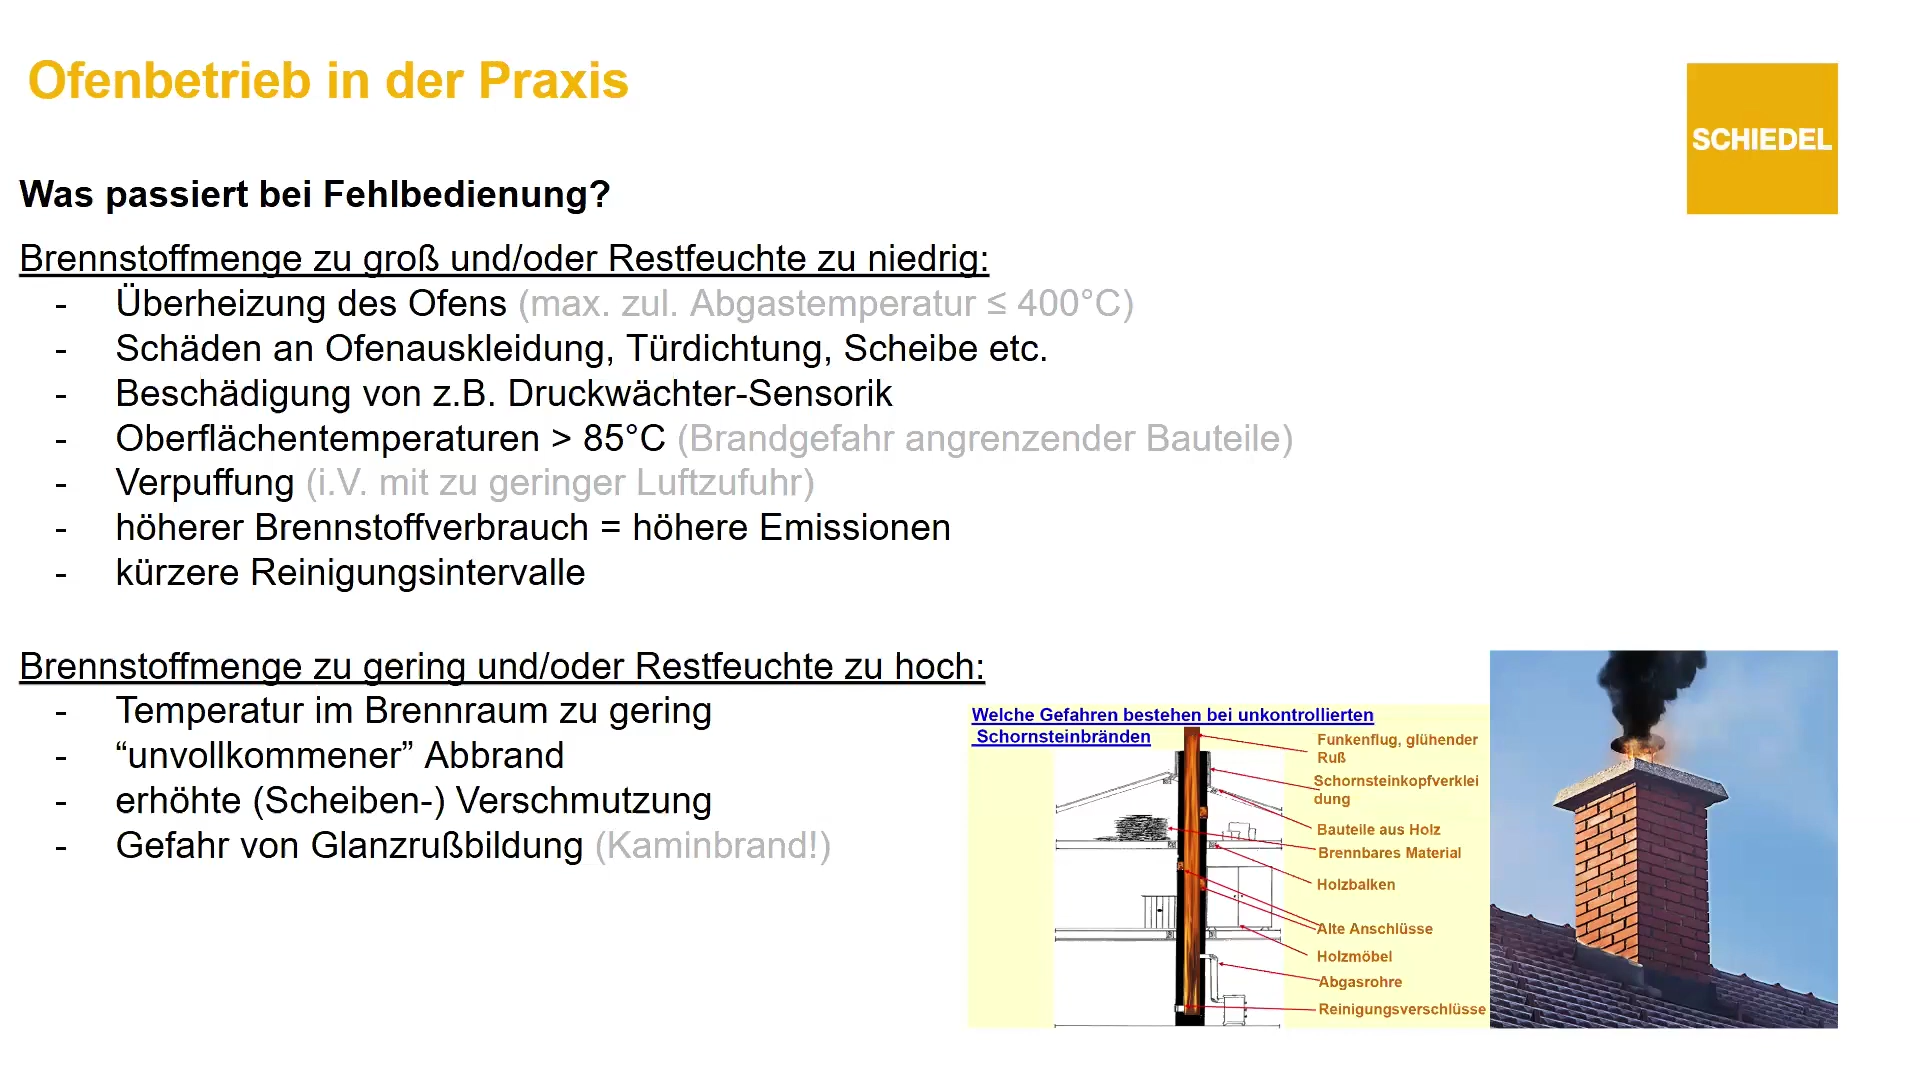 Ofenbetrieb in der Praxis
SCHIEDEL
Was passiert bei Fehlbedienung?
Brennstoffmenge zu groß und/oder Restfeuchte zu niedrig:
- Überheizung des Ofens (max. zul. Abgastemperatur ≤ 400°C)
- Schäden an Ofenauskleidung, Türdichtung, Scheibe etc.
- Beschädigung von z.B. Druckwächter-Sensorik
- Oberflächentemperaturen > 85°C (Brandgefahr angrenzender Bauteile)
- Verpuffung (i.V. mit zu geringer Luftzufuhr)
- höherer Brennstoffverbrauch = höhere Emissionen
- kürzere Reinigungsintervalle
Brennstoffmenge zu gering und/oder Restfeuchte zu hoch:
- Temperatur im Brennraum zu gering
- “unvollkommener” Abbrand
- erhöhte (Scheiben-) Verschmutzung
- Gefahr von Glanzrußbildung (Kaminbrand!)
Welche Gefahren bestehen bei unkontrollierten
Schornsteinbränden
Funkenflug, glühender
Ruß
Schornsteinkopfverklei
dung
Bauteile aus Holz
Brennbares Material
Holzbalken
Alte Anschlüsse
Holzmöbel
Abgasrohre
Reinigungsverschlüsse